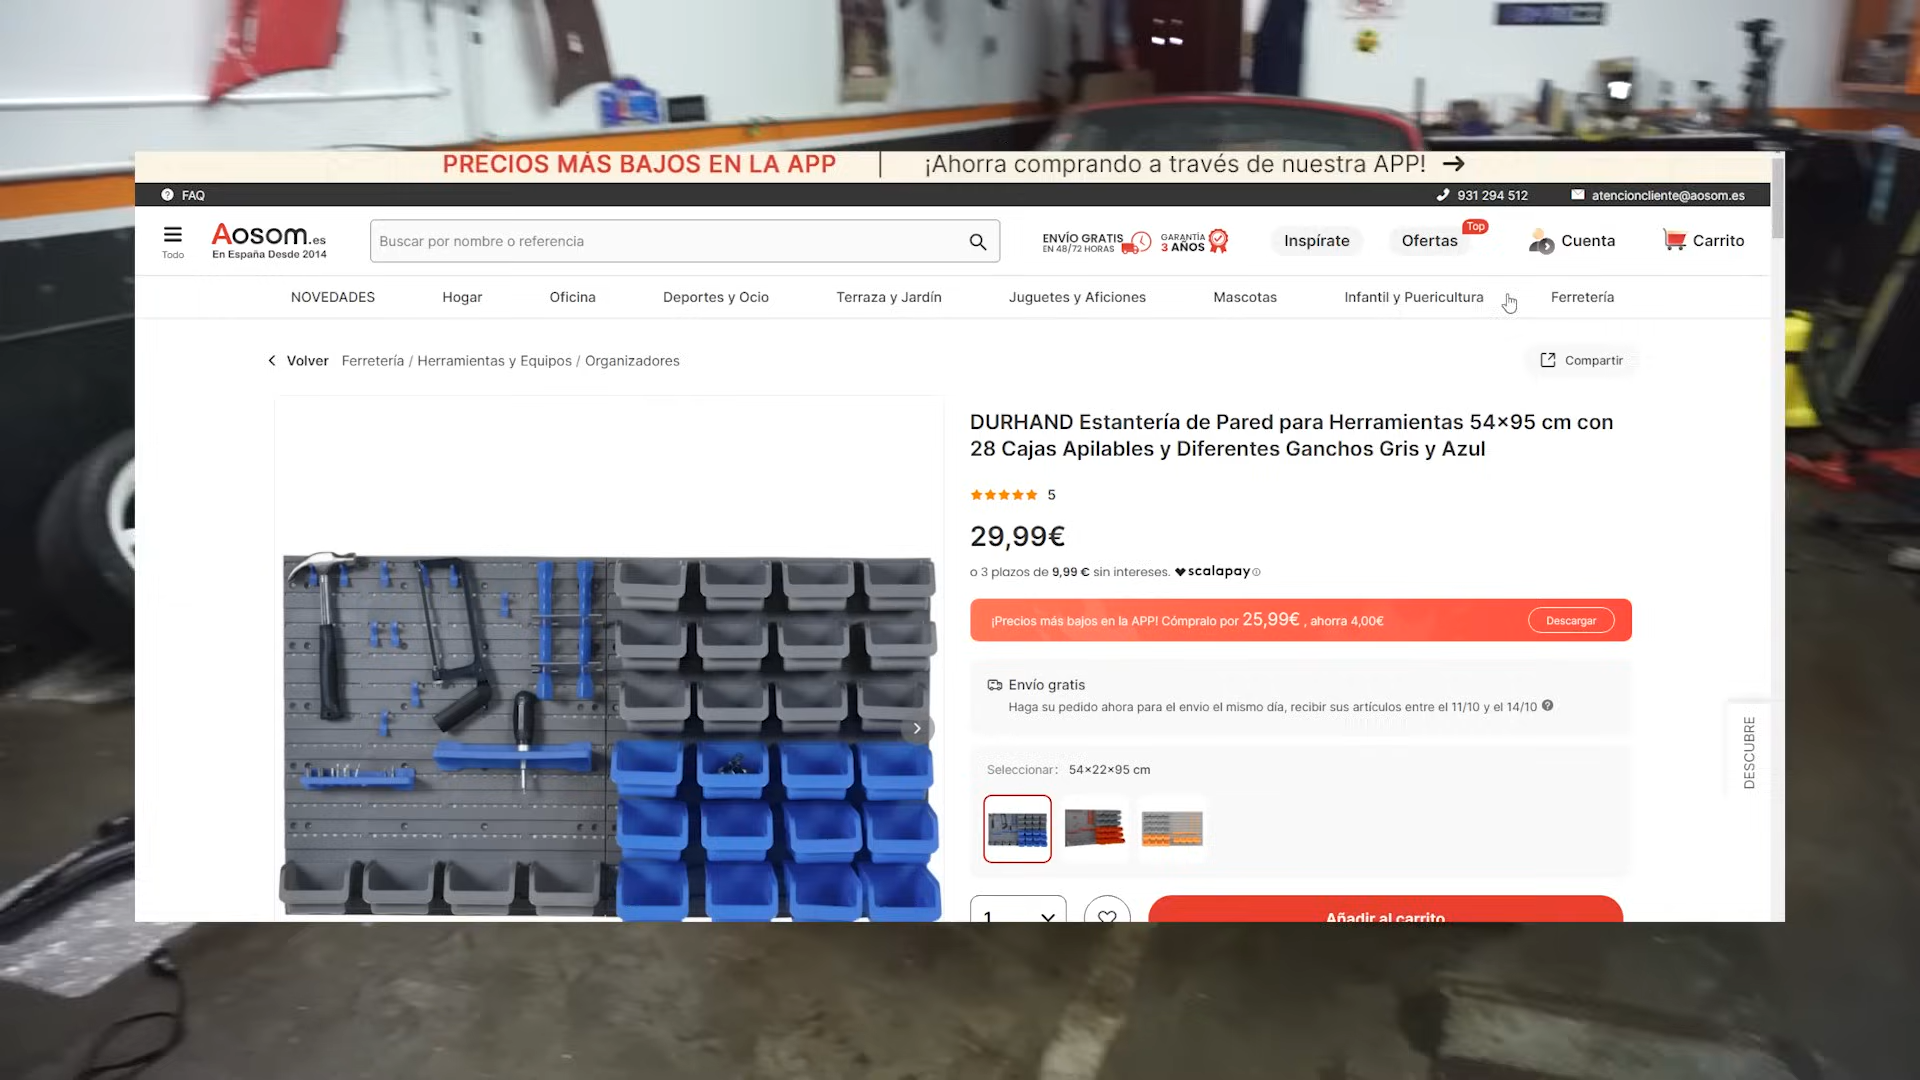 PRECIOS MÁS BAJOS EN LA APP | ¡Ahorra comprando a través de nuestra APP! →
FAQ
931 294 512
atencioncliente@aosom.es
Todo
Aosom.es
En España Desde 2014
Buscar por nombre o referencia
ENVÍO GRATIS
EN 48/72 HORAS
GARANTÍA
3 AÑOS
Inspírate
Ofertas
Top
Cuenta
Carrito
NOVEDADES
Hogar
Oficina
Deportes y Ocio
Terraza y Jardín
Juguetes y Aficiones
Mascotas
Infantil y Puericultura
Ferretería
Volver
Ferretería / Herramientas y Equipos / Organizadores
Compartir
DURHAND Estantería de Pared para Herramientas 54x95 cm con
28 Cajas Apilables y Diferentes Ganchos Gris y Azul
5
29,99€
o 3 plazos de 9,99 € sin intereses. scalapay
¡Precios más bajos en la APP! Cómpralo por 25,99€ , ahorra 4,00€
Descargar
Envío gratis
Haga su pedido ahora para el envio el mismo día, recibir sus artículos entre el 11/10 y el 14/10
Seleccionar: 54x22x95 cm
DESCUBRE
1
Añadir al carrito